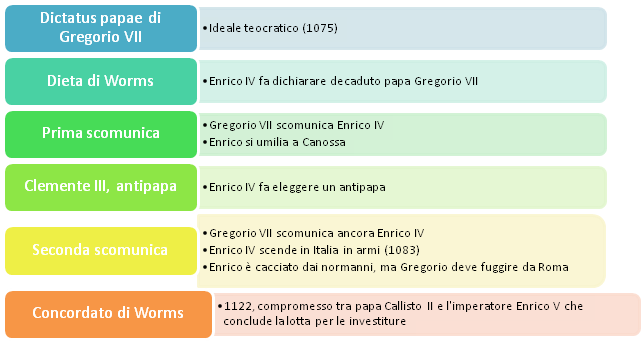 Dictatus papae di
Gregorio VII
• Ideale teocratico (1075)
Dieta di Worms
• Enrico IV fa dichiarare decaduto papa Gregorio VII
Prima scomunica
• Gregorio VII scomunica Enrico IV
• Enrico si umilia a Canossa
Clemente III, antipapa
• Enrico IV fa eleggere un antipapa
Seconda scomunica
• Gregorio VII scomunica ancora Enrico IV
• Enrico IV scende in Italia in armi (1083)
• Enrico è cacciato dai normanni, ma Gregorio deve fuggire da Roma
Concordato di Worms
• 1122, compromesso tra papa Callisto II e l'imperatore Enrico V che
conclude la lotta per le investiture